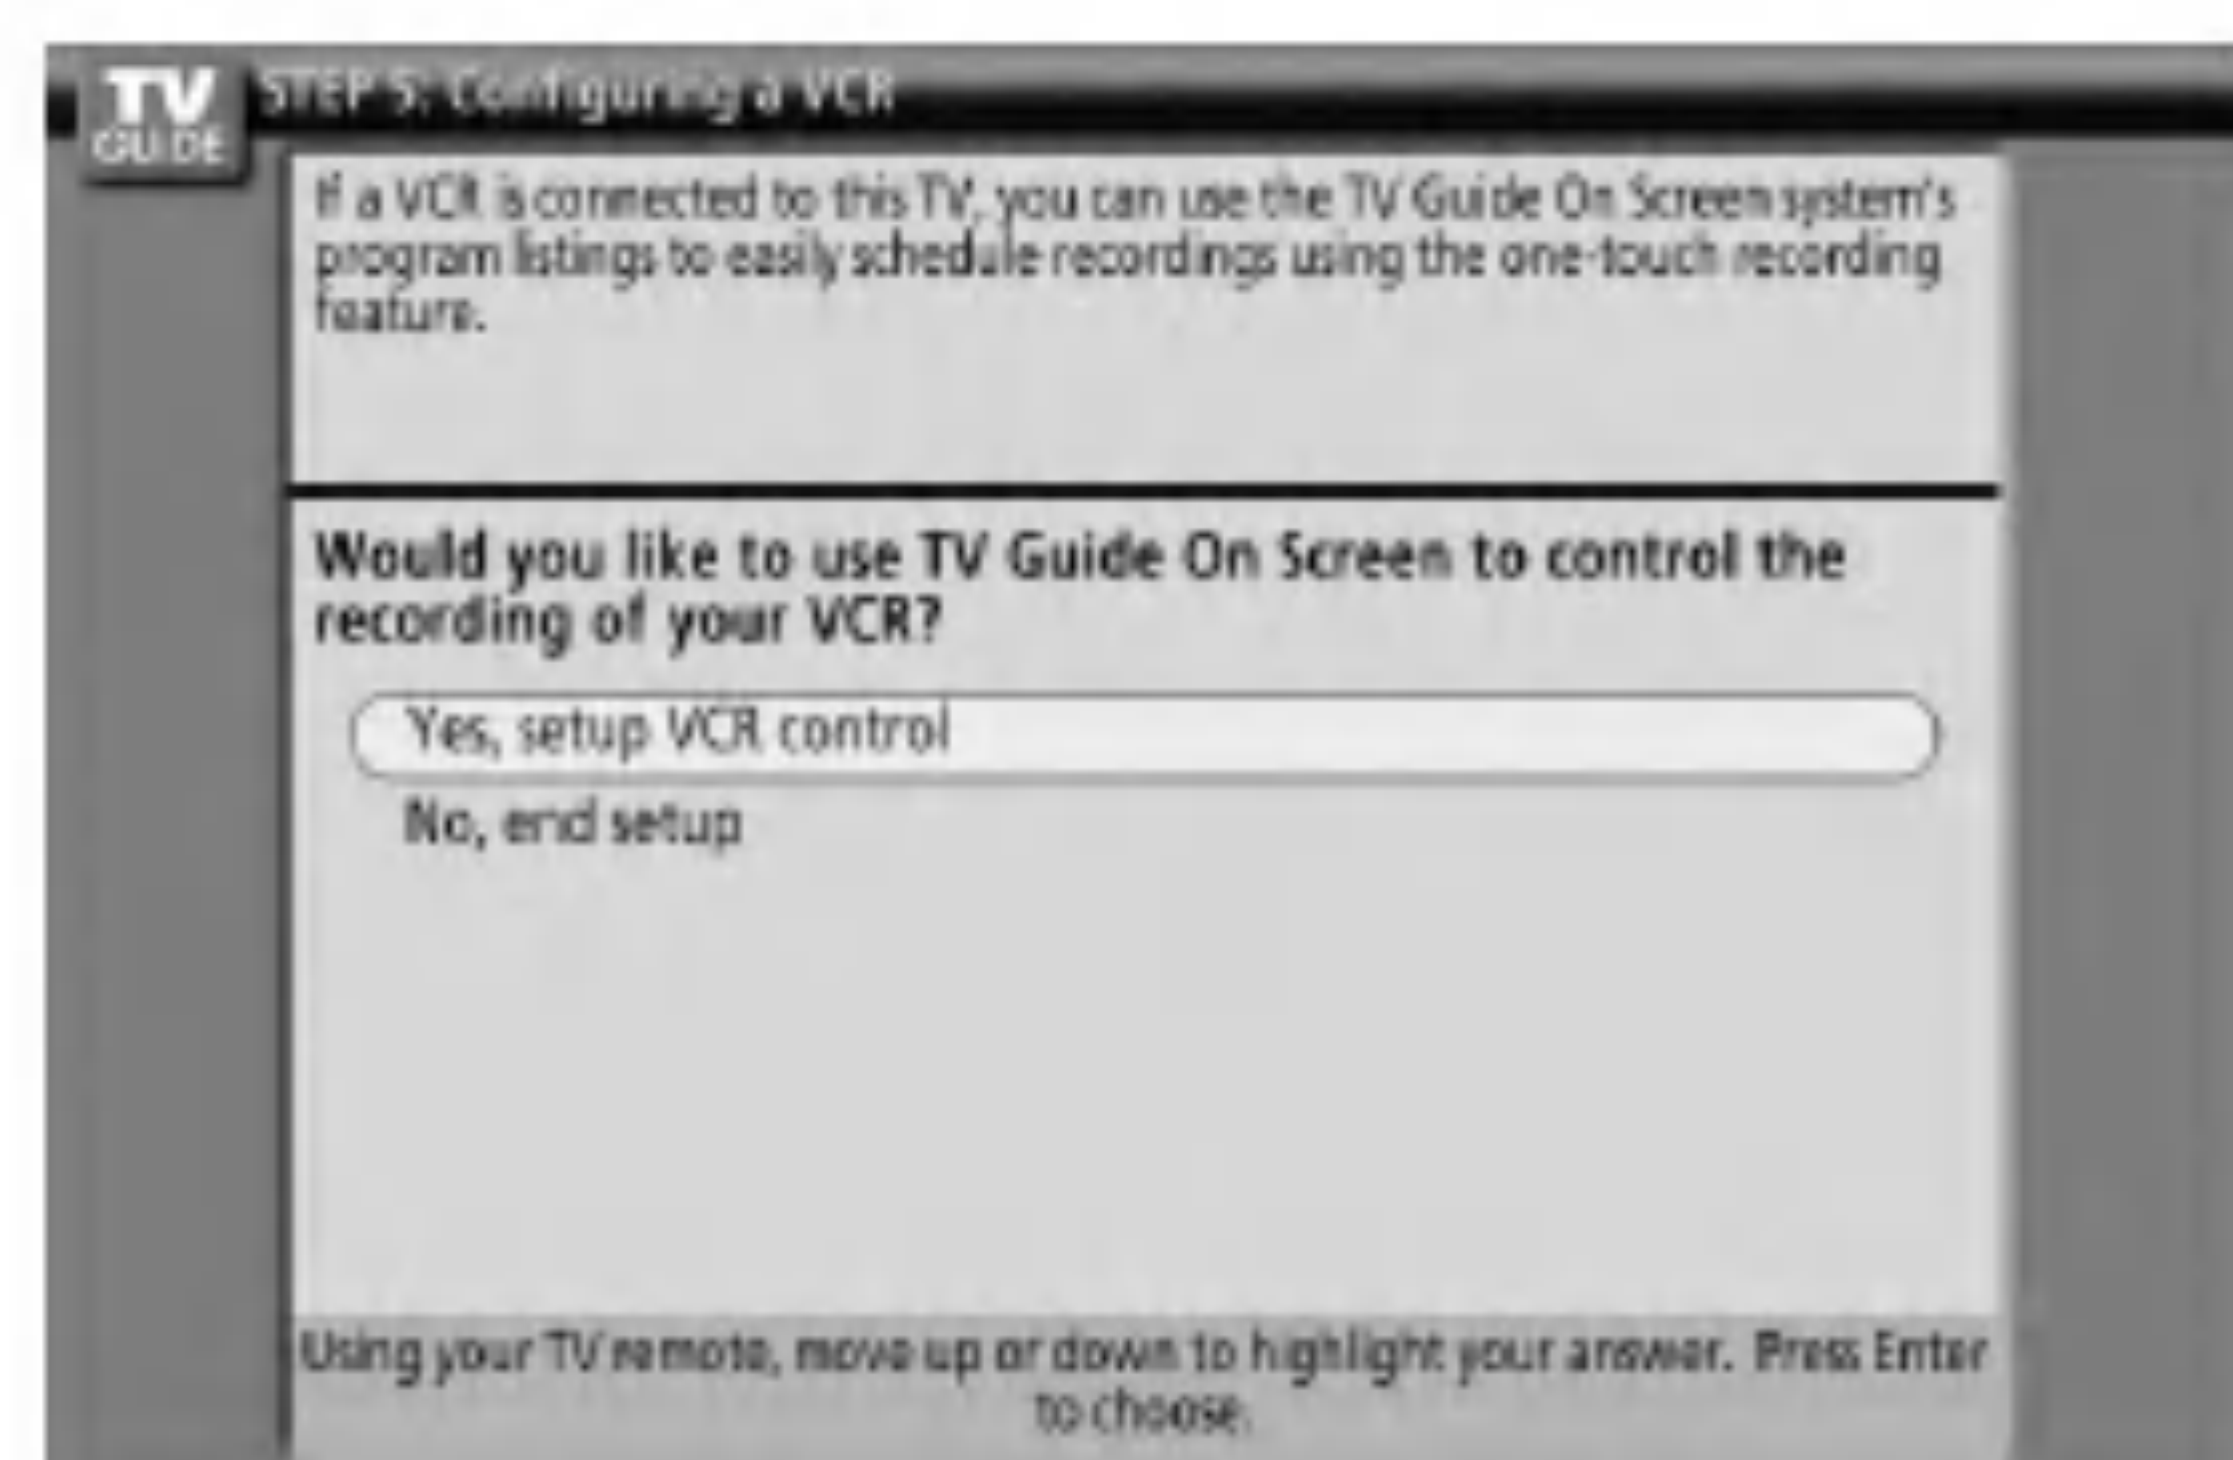 TV
GUIDE
STEP 5: Configuring a VCR
If a VCR is connected to this TV, you can use the TV Guide On Screen system's
program listings to easily schedule recordings using the one-touch recording
feature.
Would you like to use TV Guide On Screen to control the
recording of your VCR?
Yes, setup VCR control
No, end setup
Using your TV remote, move up or down to highlight your answer. Press Enter
to choose.